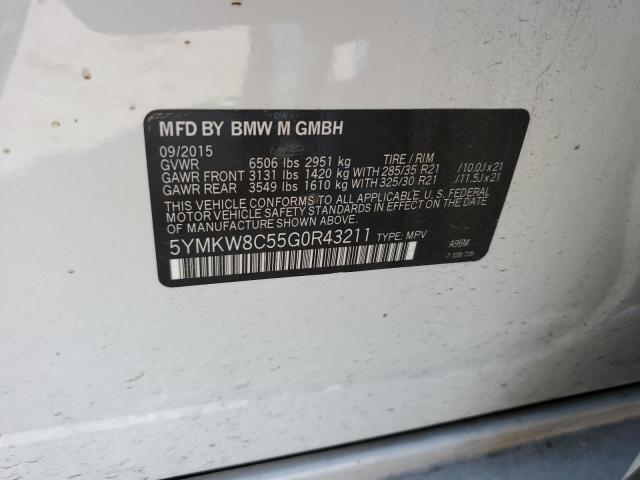 MFD BY BMW M GMBH
09/2015
GVWR 6506 lbs 2951 kg TIRE / RIM
GAWR FRONT 3131 lbs 1420 kg WITH 285/35 R21 / 10.0J x 21
GAWR REAR 3549 lbs 1610 kg WITH 325/30 R21 / 11.5J x 21
THIS VEHICLE CONFORMS TO ALL APPLICABLE FEDERAL
MOTOR VEHICLE SAFETY STANDARDS IN EFFECT ON THE DATE
OF MANUFACTURE SHOWN ABOVE.
5YMKW8C55G0R43211 TYPE: MPV A96M